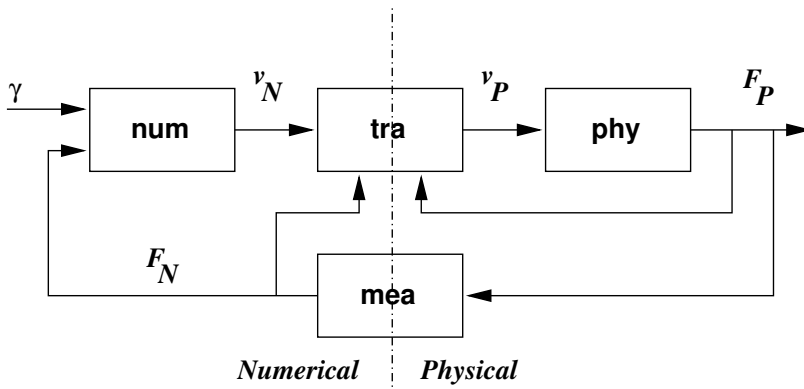 γ
num
v_N
tra
v_P
phy
F_P
F_N
mea
Numerical
Physical